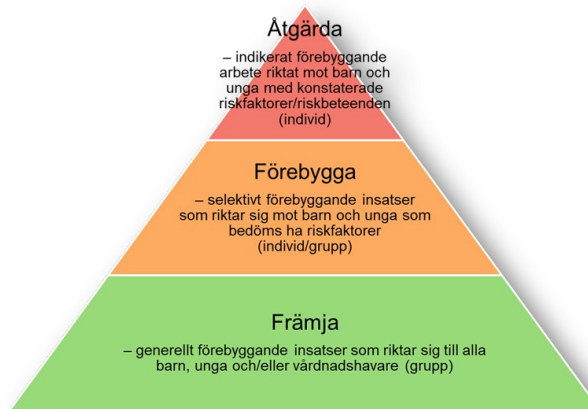 Åtgärda
– indikerat förebyggande
arbete riktat mot barn och
unga med konstaterade
riskfaktorer/riskbeteenden
(individ)
Förebygga
– selektivt förebyggande insatser
som riktar sig mot barn och unga som
bedöms ha riskfaktorer
(individ/grupp)
Främja
– generellt förebyggande insatser som riktar sig till alla
barn, unga och/eller vårdnadshavare (grupp)